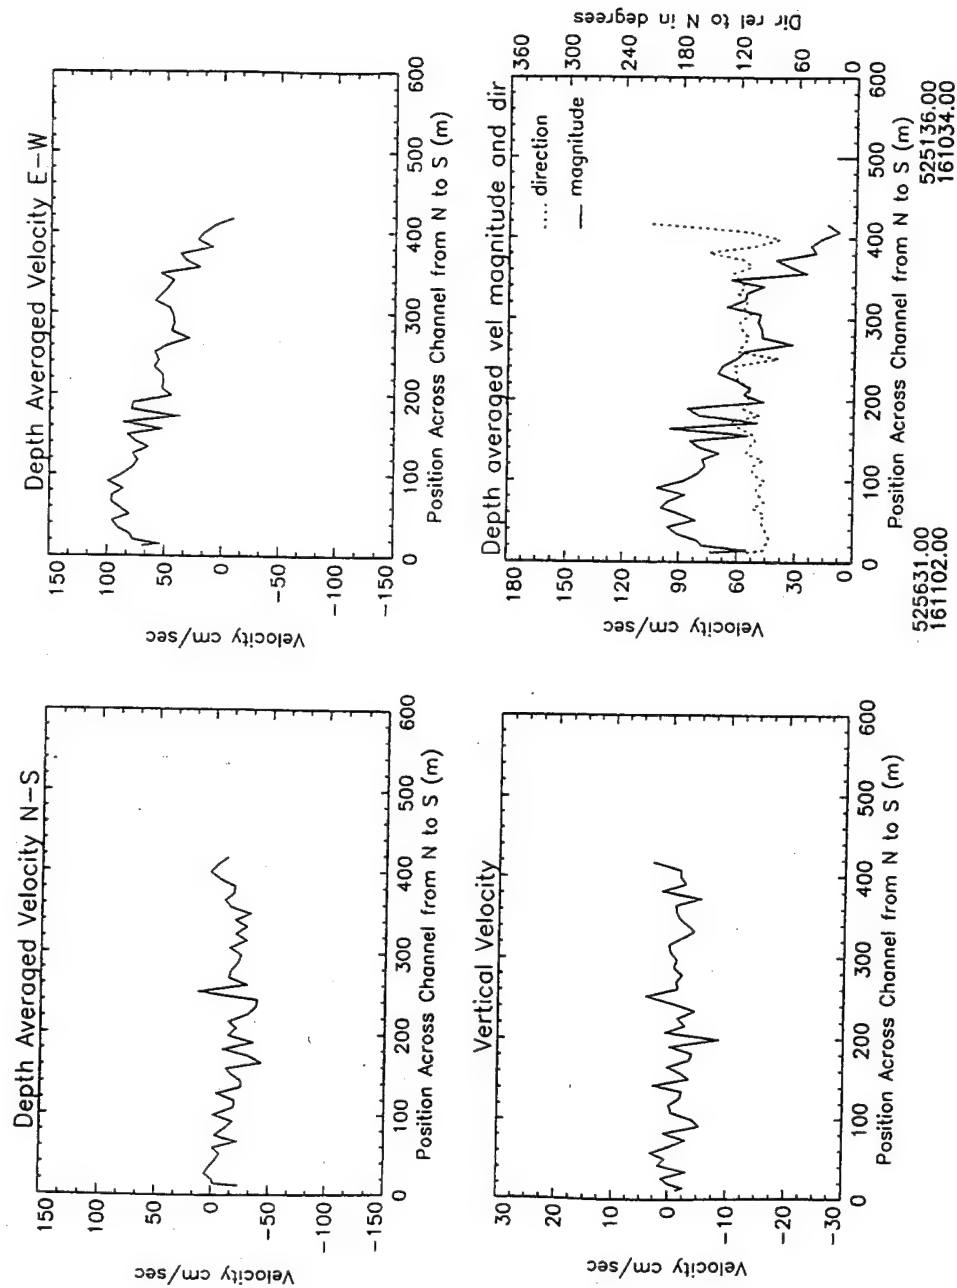 Depth Averaged Velocity N-S
150
100
50
0
-50
-100
-150
Velocity cm/sec
0 100 200 300 400 500 600
Position Across Channel from N to S (m)
Depth Averaged Velocity E-W
150
100
50
0
-50
-100
-150
Velocity cm/sec
0 100 200 300 400 500 600
Position Across Channel from N to S (m)
Vertical Velocity
30
20
10
0
-10
-20
-30
Velocity cm/sec
0 100 200 300 400 500 600
Position Across Channel from N to S (m)
Depth averaged vel magnitude and dir
180
150
120
90
60
30
0
Velocity cm/sec
direction
magnitude
360
300
240
180
120
60
0
Dir rel to N in degrees
0 100 200 300 400 500 600
Position Across Channel from N to S (m)
525631.00 525136.00
161102.00 161034.00